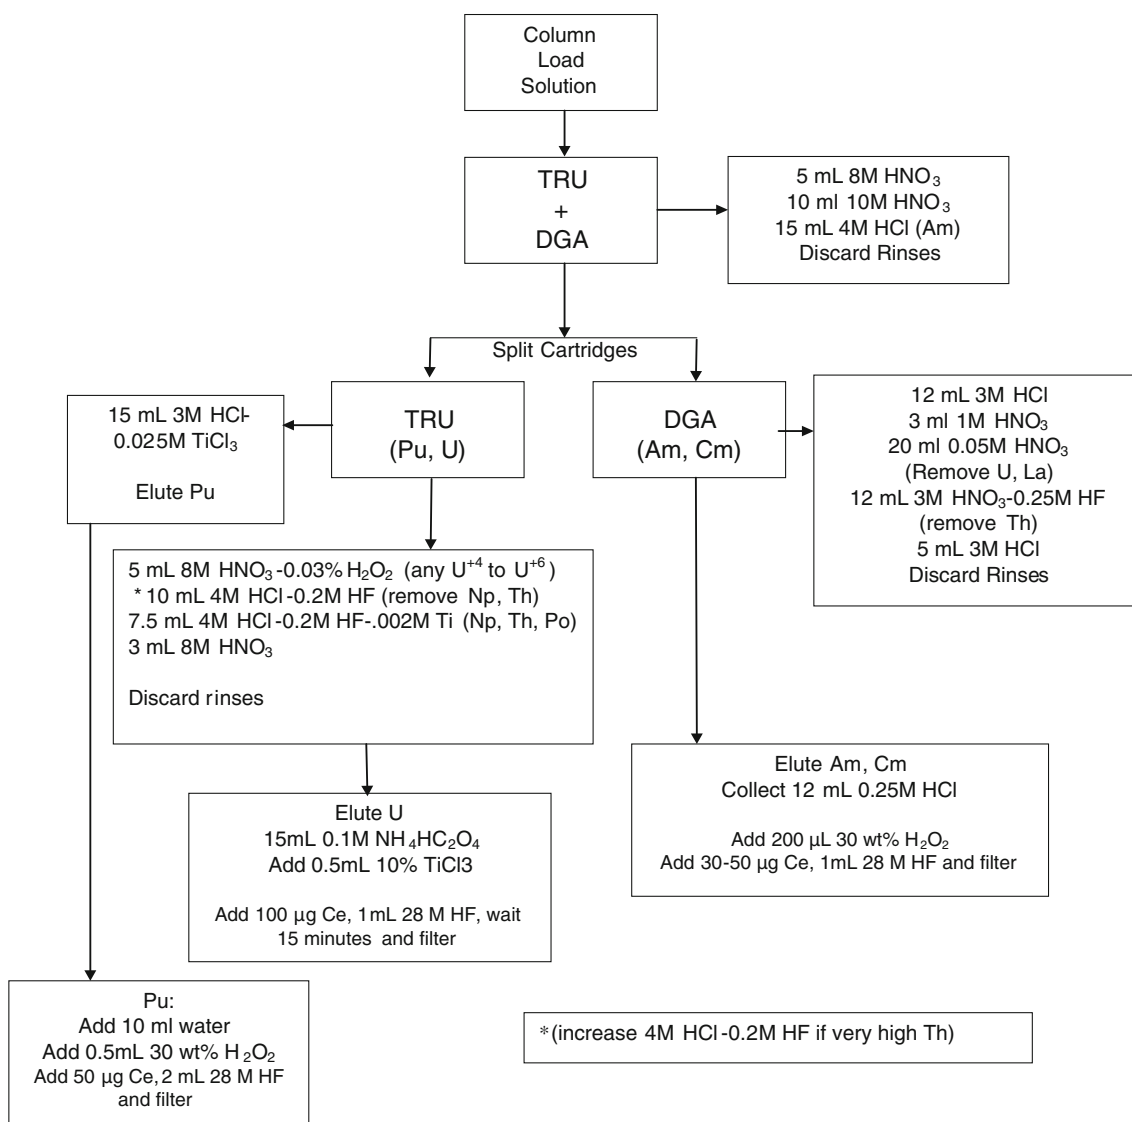 Column
Load
Solution
TRU
+
DGA
5 mL 8M HNO3
10 ml 10M HNO3
15 mL 4M HCl (Am)
Discard Rinses
Split Cartridges
15 mL 3M HCl-
0.025M TiCl3
Elute Pu
TRU
(Pu, U)
DGA
(Am, Cm)
12 mL 3M HCl
3 ml 1M HNO3
20 ml 0.05M HNO3
(Remove U, La)
12 mL 3M HNO3-0.25M HF
(remove Th)
5 mL 3M HCl
Discard Rinses
5 mL 8M HNO3-0.03% H2O2 (any U+4 to U+6)
* 10 mL 4M HCl-0.2M HF (remove Np, Th)
7.5 mL 4M HCl-0.2M HF-.002M Ti (Np, Th, Po)
3 mL 8M HNO3
Discard rinses
Elute Am, Cm
Collect 12 mL 0.25M HCl
Add 200 µL 30 wt% H2O2
Add 30-50 µg Ce, 1mL 28 M HF and filter
Elute U
15mL 0.1M NH4HC2O4
Add 0.5mL 10% TiCl3
Add 100 µg Ce, 1mL 28 M HF, wait
15 minutes and filter
Pu:
Add 10 ml water
Add 0.5mL 30 wt% H2O2
Add 50 µg Ce, 2 mL 28 M HF
and filter
*(increase 4M HCl-0.2M HF if very high Th)